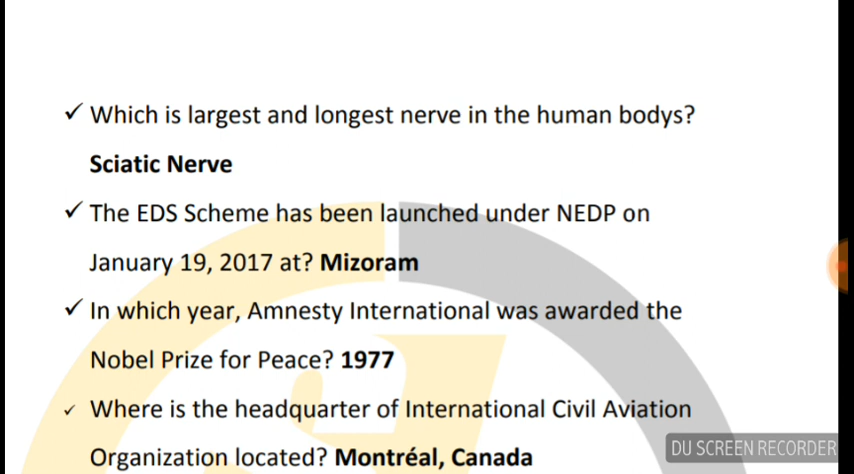 ✓ Which is largest and longest nerve in the human bodys?
Sciatic Nerve
✓ The EDS Scheme has been launched under NEDP on
January 19, 2017 at? Mizoram
✓ In which year, Amnesty International was awarded the
Nobel Prize for Peace? 1977
✓ Where is the headquarter of International Civil Aviation
Organization located? Montréal, Canada
DU SCREEN RECORDER